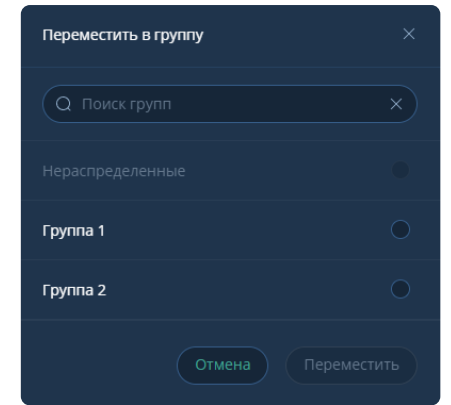 Переместить в группу
Поиск групп
Нераспределенные
Группа 1
Группа 2
Отмена Переместить